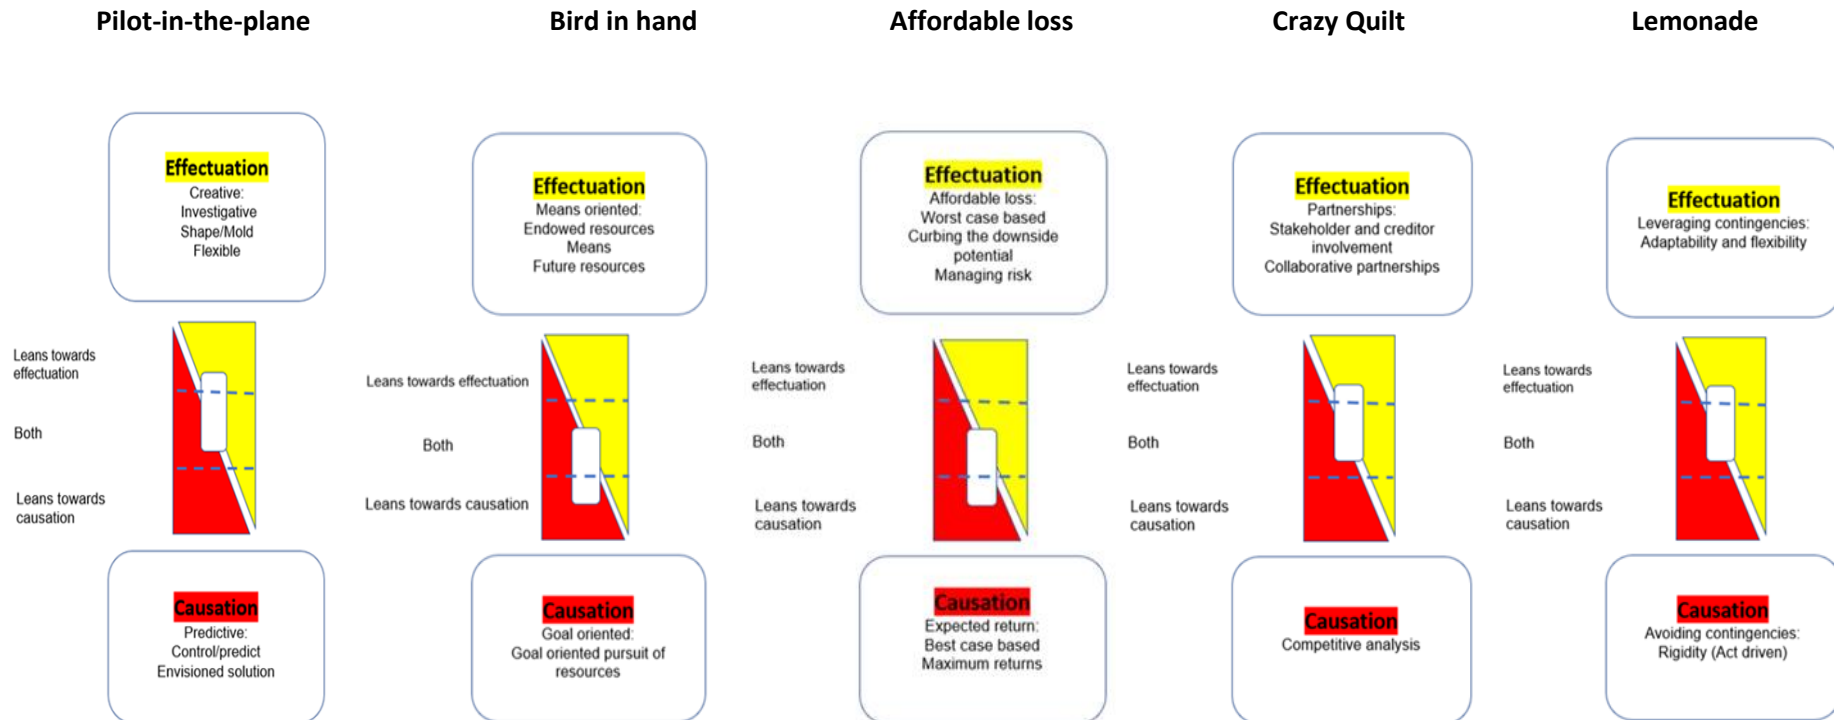 Pilot-in-the-plane
Bird in hand
Affordable loss
Crazy Quilt
Lemonade
Effectuation
Creative:
Investigative
Shape/Mold
Flexible
Effectuation
Means oriented:
Endowed resources
Means
Future resources
Effectuation
Affordable loss:
Worst case based
Curbing the downside
potential
Managing risk
Effectuation
Partnerships:
Stakeholder and creditor
involvement
Collaborative partnerships
Effectuation
Leveraging contingencies:
Adaptability and flexibility
Leans towards
effectuation
Both
Leans towards
causation
Leans towards effectuation
Both
Leans towards causation
Leans towards
effectuation
Both
Leans towards
causation
Leans towards
effectuation
Both
Leans towards
causation
Leans towards
effectuation
Both
Leans towards
causation
Causation
Predictive:
Control/predict
Envisioned solution
Causation
Goal oriented:
Goal oriented pursuit of
resources
Causation
Expected return:
Best case based
Maximum returns
Causation
Competitive analysis
Causation
Avoiding contingencies:
Rigidity (Act driven)